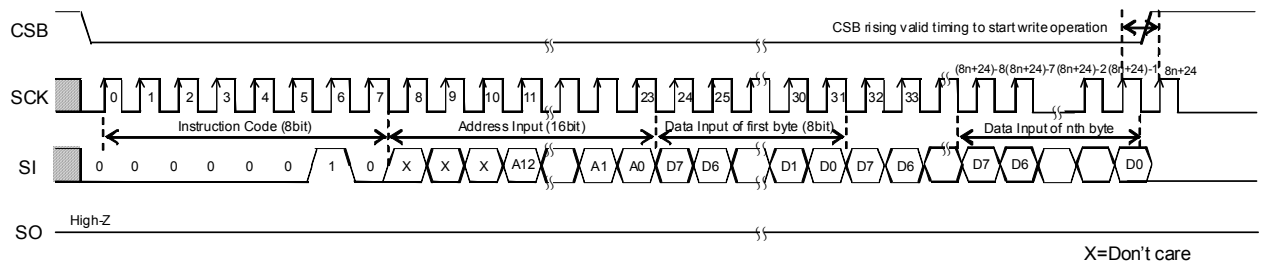 CSB
CSB rising valid timing to start write operation
(8n+24)-8 (8n+24)-7 (8n+24)-2 (8n+24)-1 8n+24
SCK 0 1 2 3 4 5 6 7 8 9 10 11 23 24 25 30 31 32 33
Instruction Code (8bit) Address Input (16bit) Data Input of first byte (8bit) Data Input of nth byte
SI 0 0 0 0 0 0 1 0 X X X A12 A1 A0 D7 D6 D1 D0 D7 D6 D7 D6 D0
High-Z
SO
X=Don't care